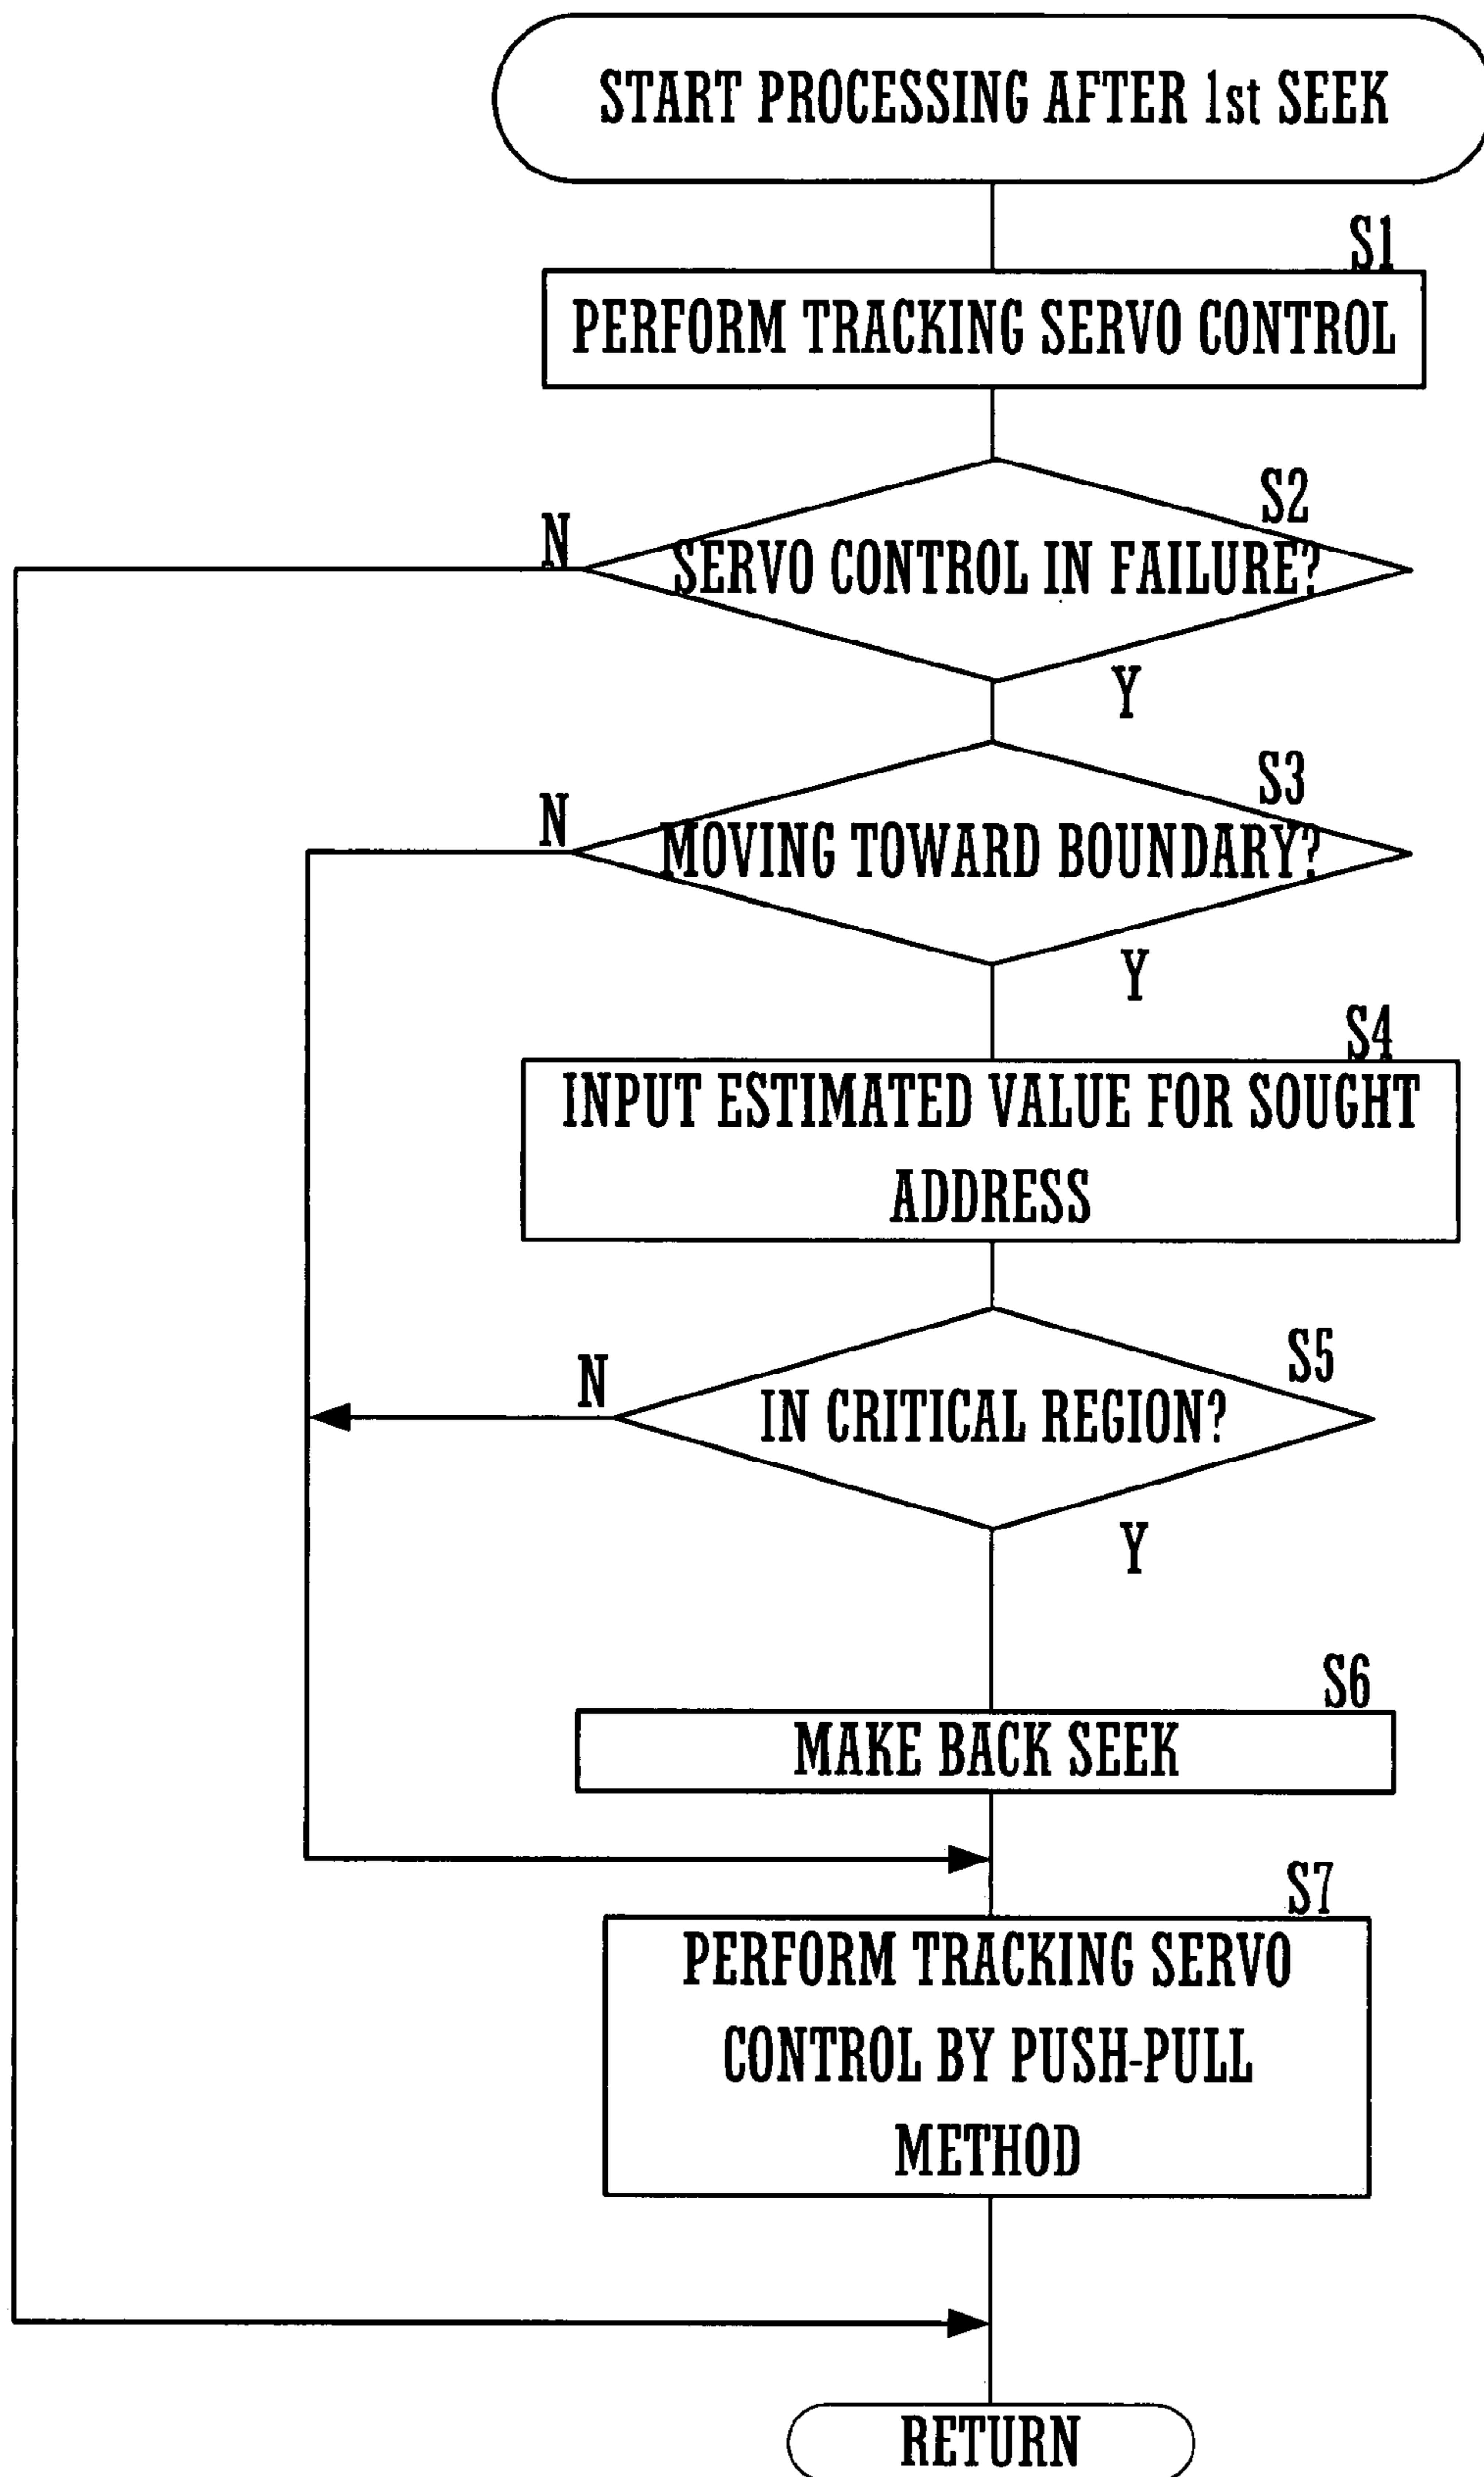 START PROCESSING AFTER 1st SEEK
S1
PERFORM TRACKING SERVO CONTROL
S2
N
SERVO CONTROL IN FAILURE?
Y
S3
N
MOVING TOWARD BOUNDARY?
Y
S4
INPUT ESTIMATED VALUE FOR SOUGHT
ADDRESS
S5
N
IN CRITICAL REGION?
Y
S6
MAKE BACK SEEK
S7
PERFORM TRACKING SERVO
CONTROL BY PUSH-PULL
METHOD
RETURN